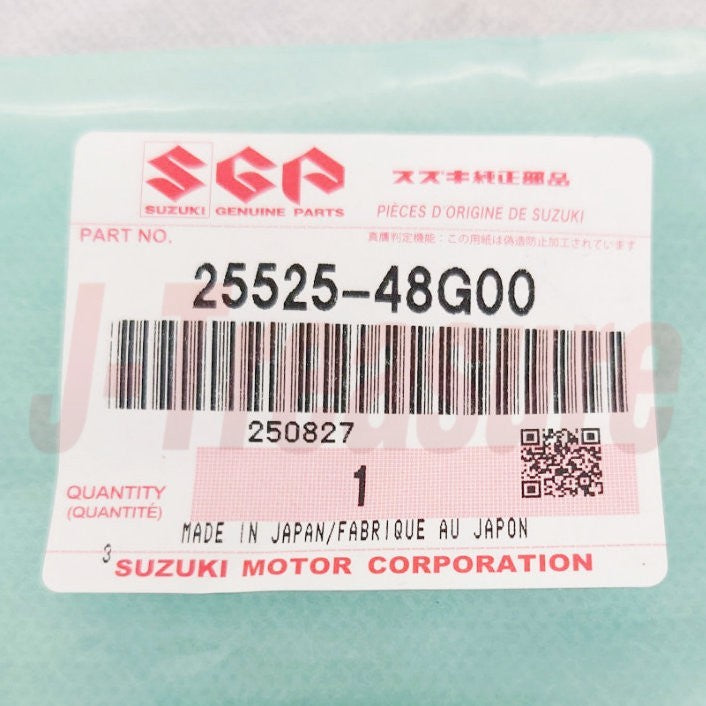 SGP
SUZUKI GENUINE PARTS
スズキ純正部品
PIÈCES D'ORIGINE DE SUZUKI
PART NO.
真贋判定機能：この用紙は偽造防止加工されています
25525-48G00
J-Treasure
250827
1
QUANTITY
(QUANTITÉ)
MADE IN JAPAN/FABRIQUE AU JAPON
3
SUZUKI MOTOR CORPORATION